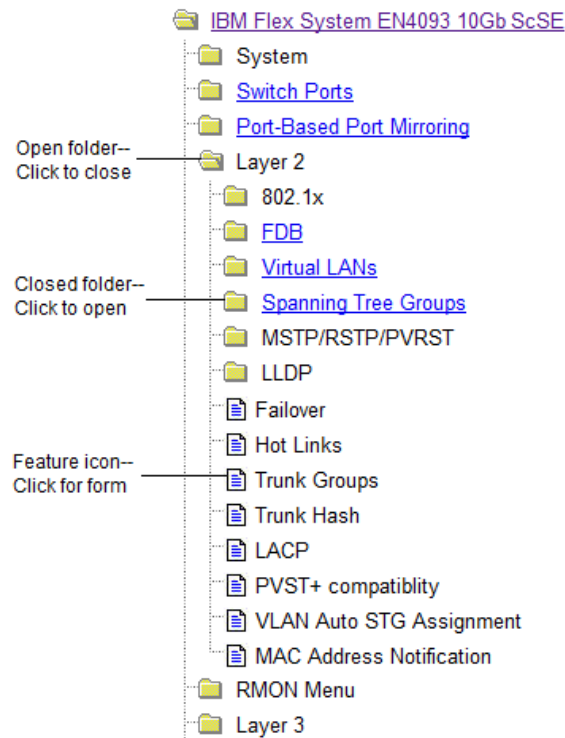 IBM Flex System EN4093 10Gb ScSE
System
Switch Ports
Port-Based Port Mirroring
Open folder--
Click to close
Layer 2
802.1x
FDB
Virtual LANs
Closed folder--
Click to open
Spanning Tree Groups
MSTP/RSTP/PVRST
LLDP
Failover
Hot Links
Feature icon--
Click for form
Trunk Groups
Trunk Hash
LACP
PVST+ compatiblity
VLAN Auto STG Assignment
MAC Address Notification
RMON Menu
Layer 3